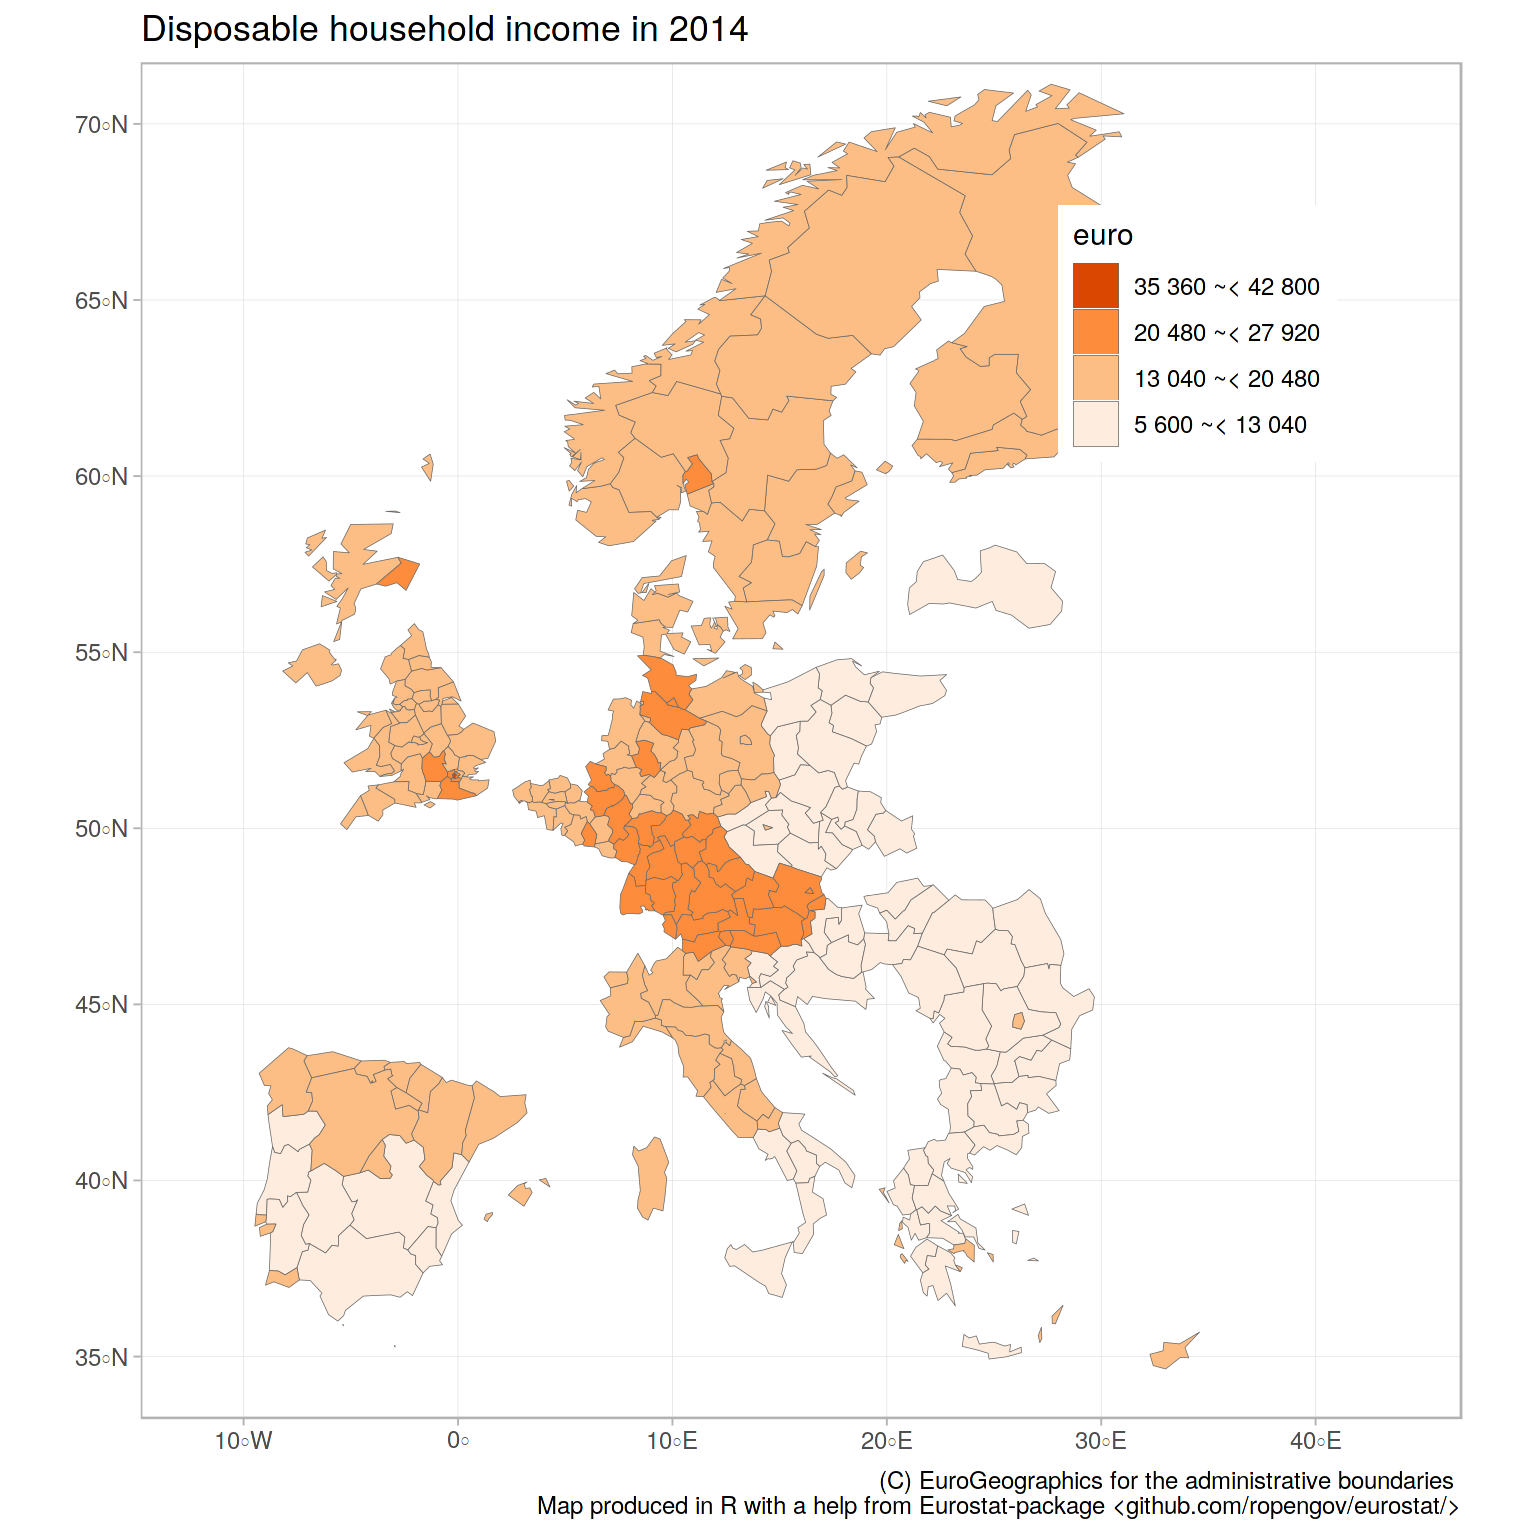 Disposable household income in 2014
70°N
65°N
60°N
55°N
50°N
45°N
40°N
35°N
euro
35 360 ~< 42 800
20 480 ~< 27 920
13 040 ~< 20 480
5 600 ~< 13 040
10°W
0°
10°E
20°E
30°E
40°E
(C) EuroGeographics for the administrative boundaries
Map produced in R with a help from Eurostat-package <github.com/ropengov/eurostat/>